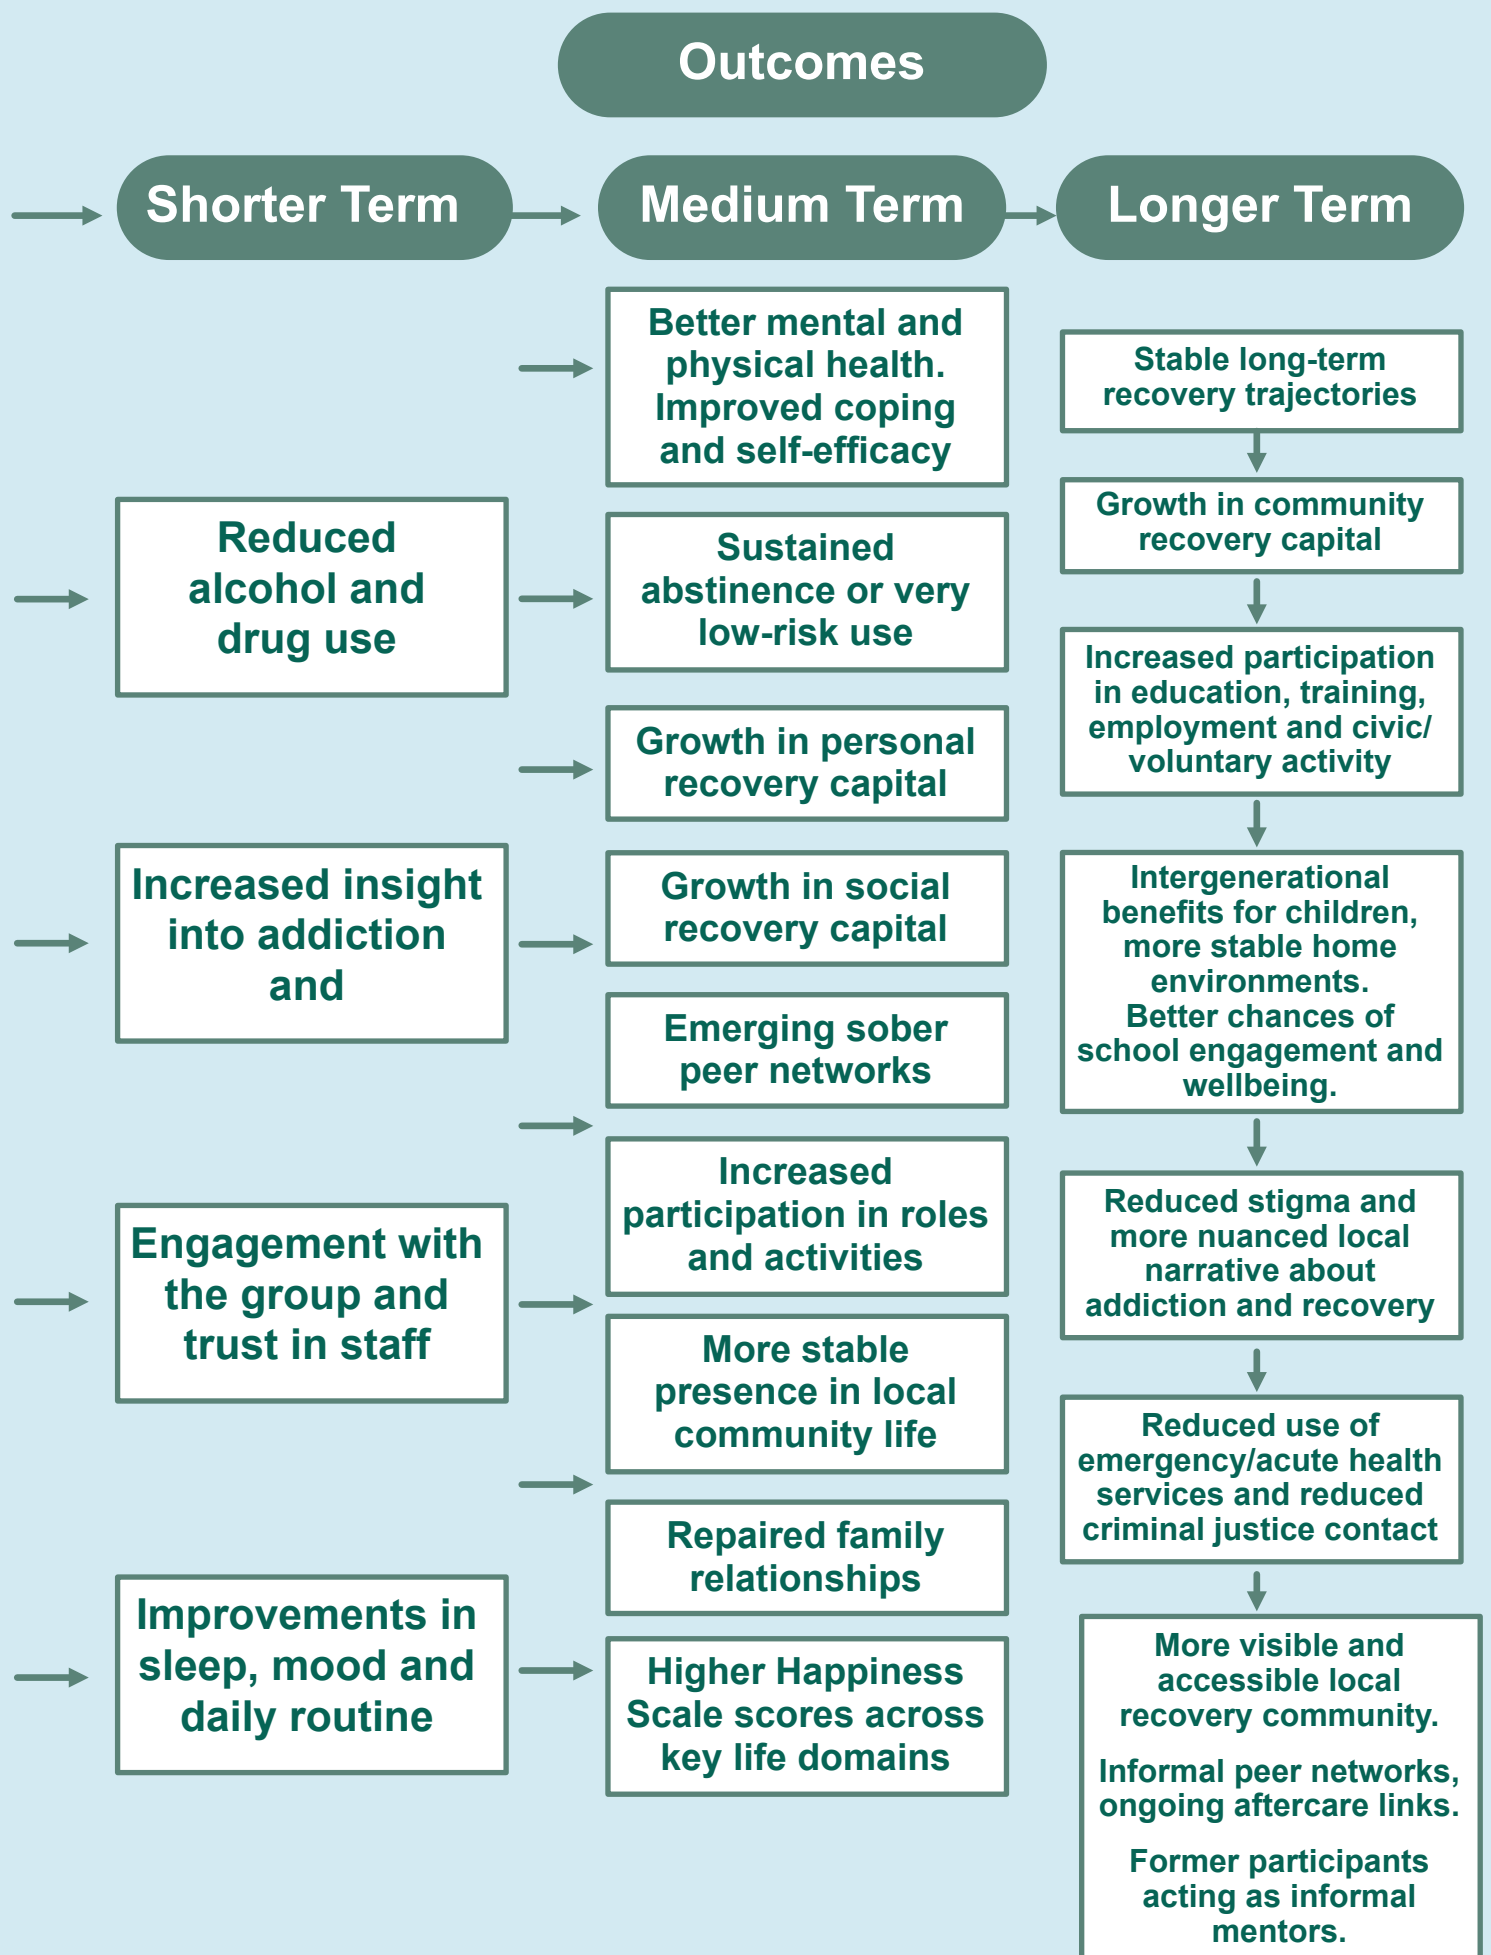 Outcomes
Shorter Term
Medium Term
Longer Term
Reduced
alcohol and
drug use
Increased insight
into addiction
and
Engagement with
the group and
trust in staff
Improvements in
sleep, mood and
daily routine
Better mental and
physical health.
Improved coping
and self-efficacy
Sustained
abstinence or very
low-risk use
Growth in personal
recovery capital
Growth in social
recovery capital
Emerging sober
peer networks
Increased
participation in roles
and activities
More stable
presence in local
community life
Repaired family
relationships
Higher Happiness
Scale scores across
key life domains
Stable long-term
recovery trajectories
Growth in community
recovery capital
Increased participation
in education, training,
employment and civic/
voluntary activity
Intergenerational
benefits for children,
more stable home
environments.
Better chances of
school engagement and
wellbeing.
Reduced stigma and
more nuanced local
narrative about
addiction and recovery
Reduced use of
emergency/acute health
services and reduced
criminal justice contact
More visible and
accessible local
recovery community.
Informal peer networks,
ongoing aftercare links.
Former participants
acting as informal
mentors.